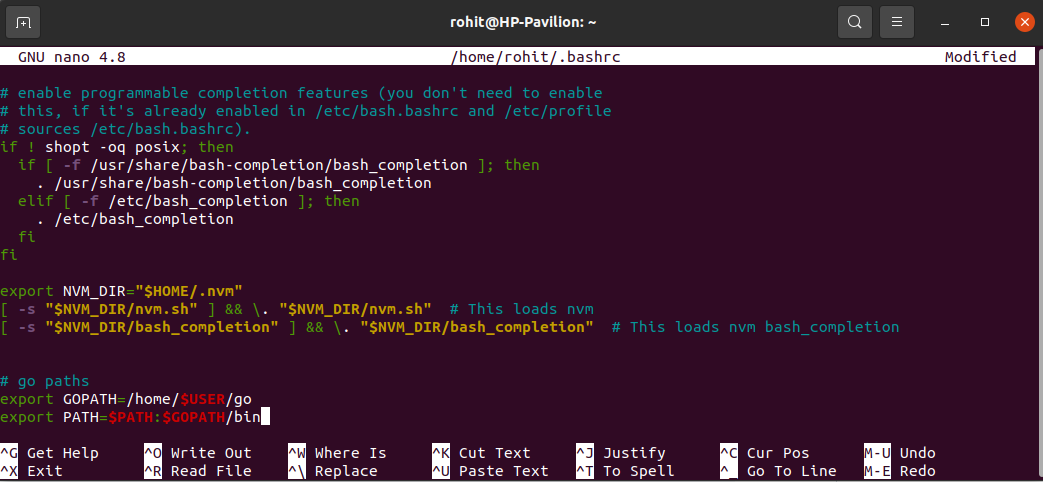 rohit@HP-Pavilion: ~
GNU nano 4.8 /home/rohit/.bashrc Modified
# enable programmable completion features (you don't need to enable
# this, if it's already enabled in /etc/bash.bashrc and /etc/profile
# sources /etc/bash.bashrc).
if ! shopt -oq posix; then
  if [ -f /usr/share/bash-completion/bash_completion ]; then
    . /usr/share/bash-completion/bash_completion
  elif [ -f /etc/bash_completion ]; then
    . /etc/bash_completion
  fi
fi
export NVM_DIR="$HOME/.nvm"
[ -s "$NVM_DIR/nvm.sh" ] && \. "$NVM_DIR/nvm.sh"  # This loads nvm
[ -s "$NVM_DIR/bash_completion" ] && \. "$NVM_DIR/bash_completion"  # This loads nvm bash_completion
# go paths
export GOPATH=/home/$USER/go
export PATH=$PATH:$GOPATH/bin
^G Get Help ^O Write Out ^W Where Is ^K Cut Text ^J Justify ^C Cur Pos M-U Undo
^X Exit ^R Read File ^\ Replace ^U Paste Text ^T To Spell ^_ Go To Line M-E Redo